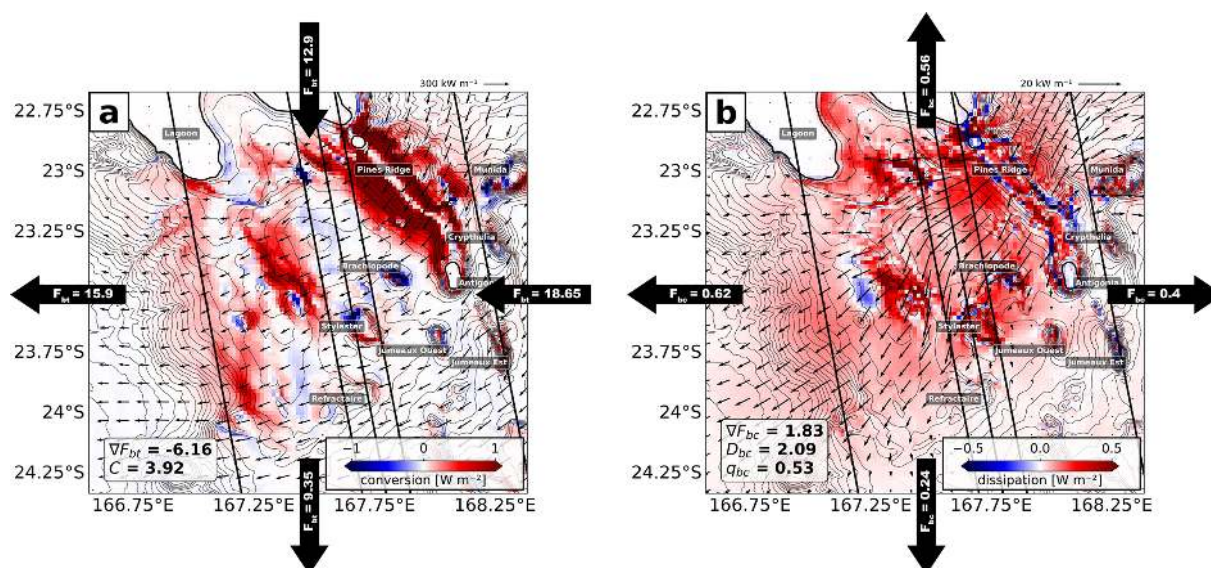 F_bt = 12.9
300 kW m⁻¹
a
22.75°S
23°S
23.25°S
23.75°S
24°S
24.25°S
Lagoon
Pines Ridge
Munida
Crypthelia
Brachiopode
Antigonia
Stylaster
Jumeaux Ouest
Jumeaux Est
Refractaire
F_bt = 15.9
F_bt = 18.65
∇F_bt = -6.16
C = 3.92
−1 0 1
conversion [W m⁻²]
F_bt = 9.35
166.75°E 167.25°E 167.75°E 168.25°E
F_bc = 0.56
20 kW m⁻¹
b
22.75°S
23°S
23.25°S
23.75°S
24°S
24.25°S
Lagoon
Pines Ridge
Munida
Crypthelia
Brachiopode
Antigonia
Stylaster
Jumeaux Ouest
Jumeaux Est
Refractaire
F_bc = 0.62
F_bc = 0.4
∇F_bc = 1.83
D_bc = 2.09
q_bc = 0.53
−0.5 0.0 0.5
dissipation [W m⁻²]
F_bc = 0.24
166.75°E 167.25°E 167.75°E 168.25°E